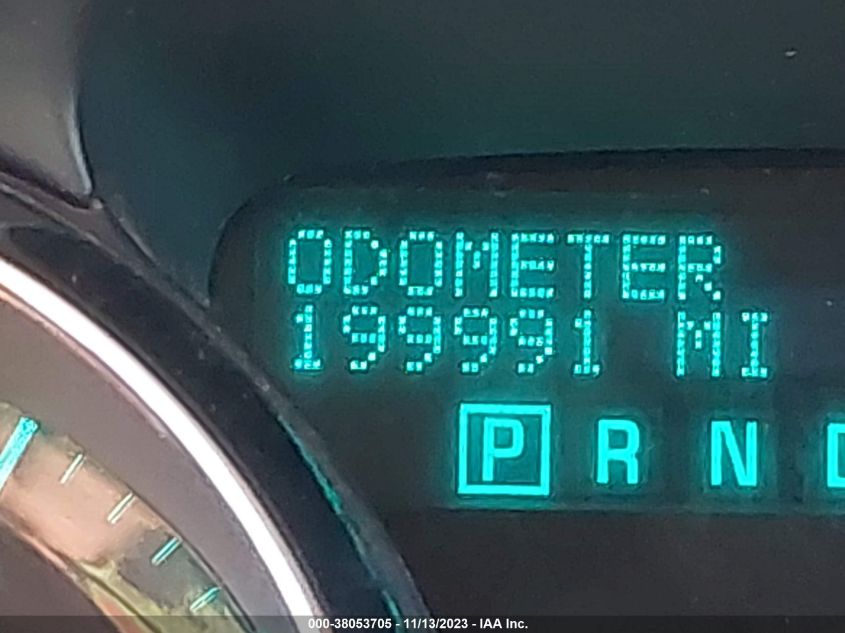 ODOMETER
199991 MI
P R N
000-38053705 - 11/13/2023 - IAA Inc.